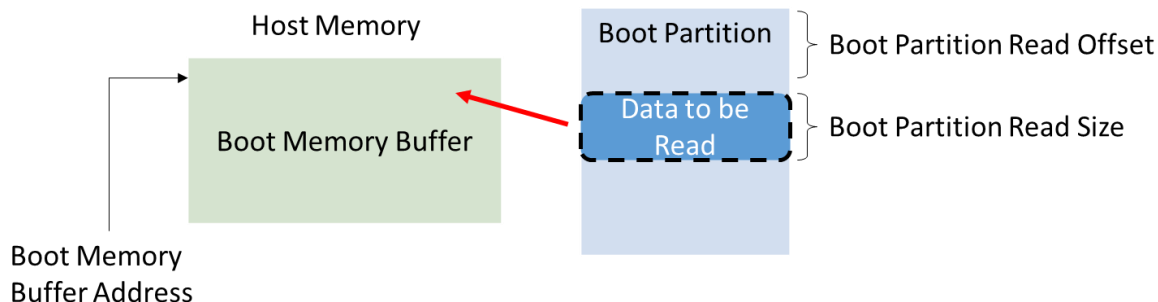 Host Memory
Boot Partition
Boot Partition Read Offset
Boot Memory Buffer
Data to be
Read
Boot Partition Read Size
Boot Memory
Buffer Address